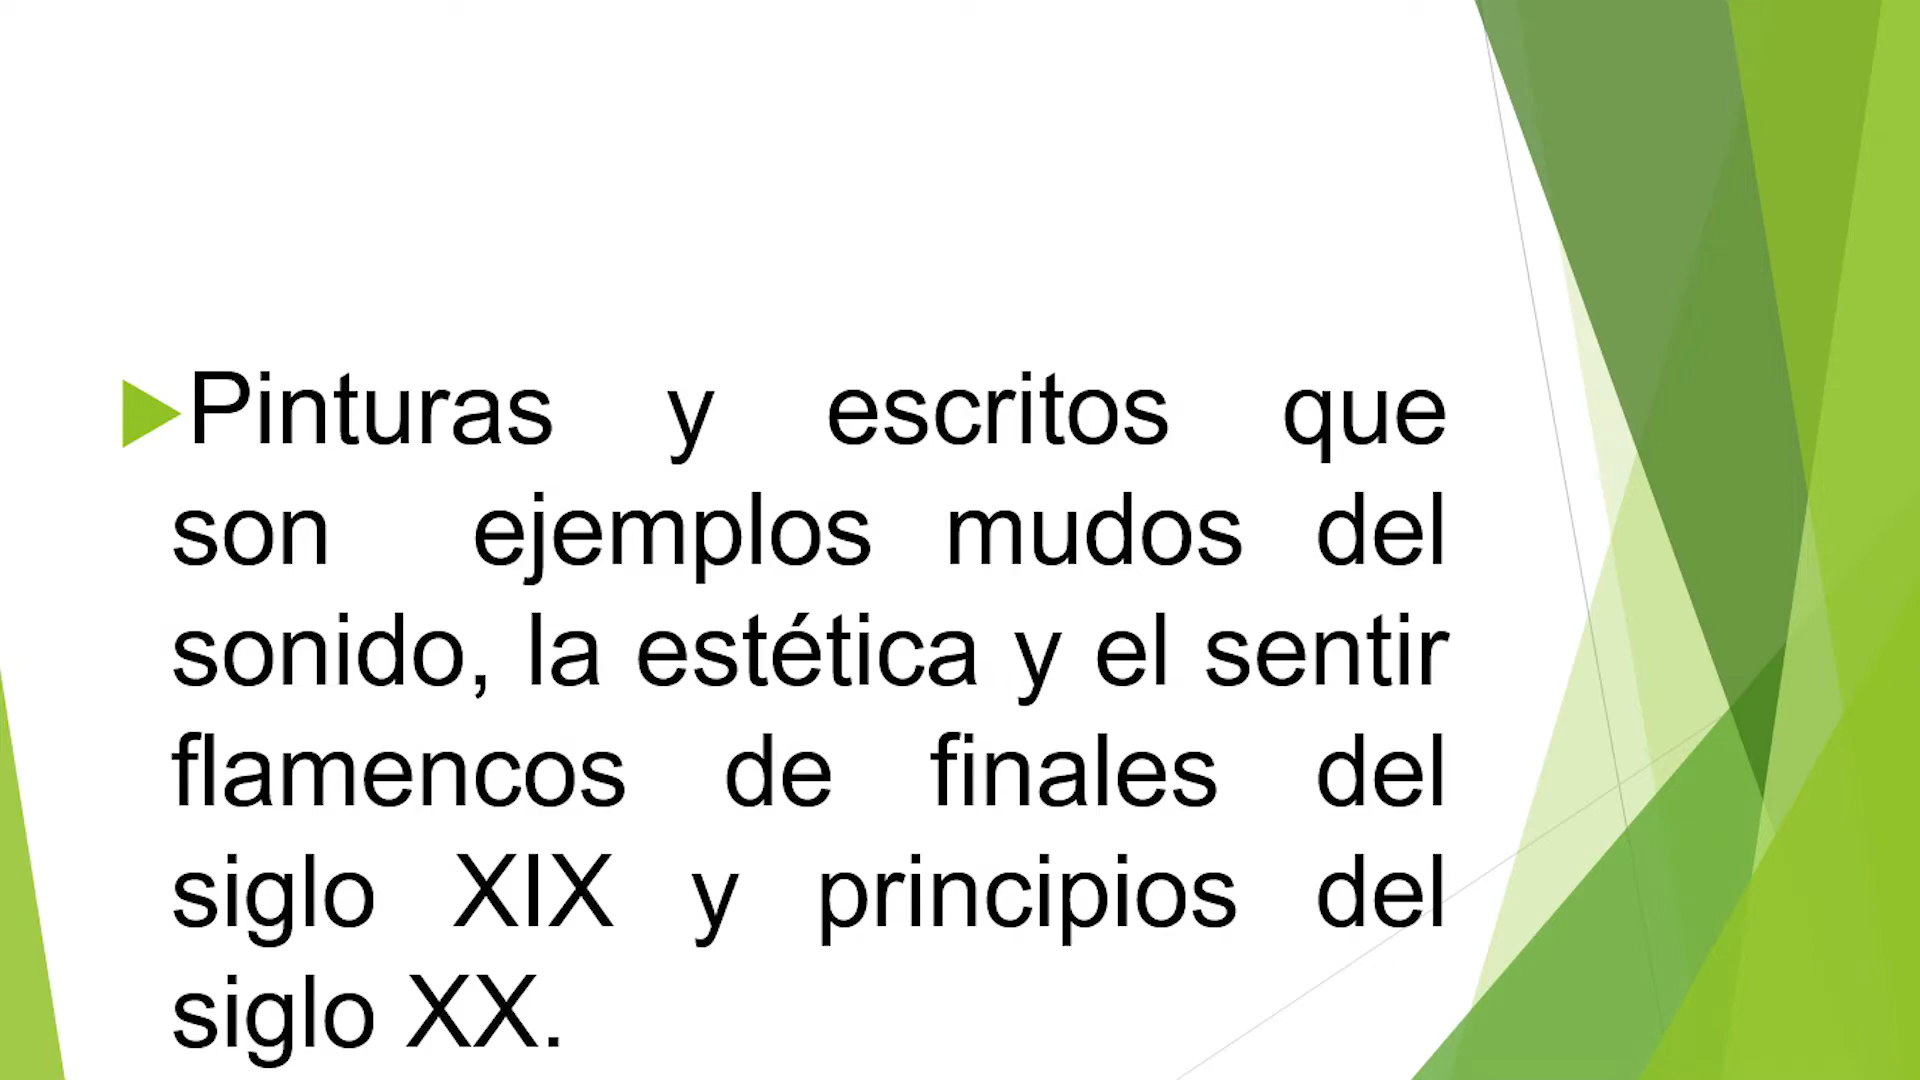 Pinturas y escritos que
son ejemplos mudos del
sonido, la estética y el sentir
flamencos de finales del
siglo XIX y principios del
siglo XX.